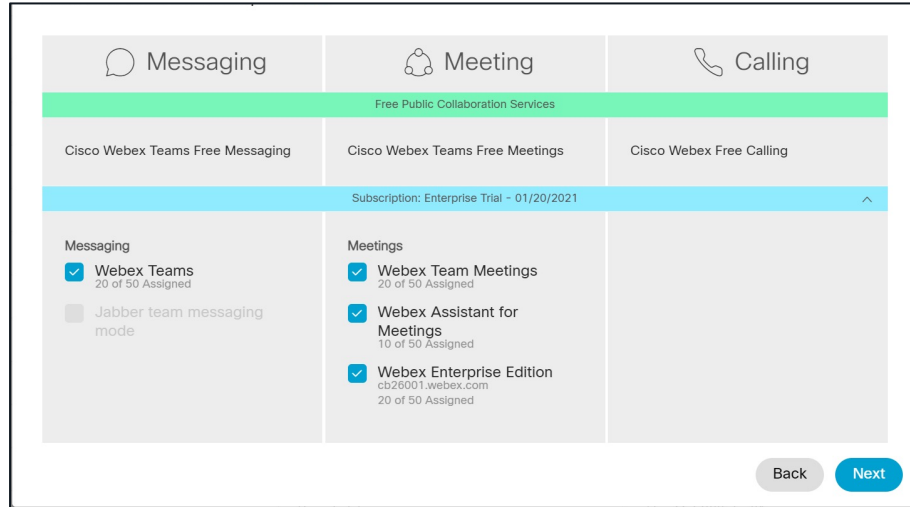 Messaging
Meeting
Calling
Free Public Collaboration Services
Cisco Webex Teams Free Messaging
Cisco Webex Teams Free Meetings
Cisco Webex Free Calling
Subscription: Enterprise Trial - 01/20/2021
Messaging
Webex Teams
20 of 50 Assigned
Jabber team messaging
mode
Meetings
Webex Team Meetings
20 of 50 Assigned
Webex Assistant for
Meetings
10 of 50 Assigned
Webex Enterprise Edition
cb26001.webex.com
20 of 50 Assigned
Back
Next